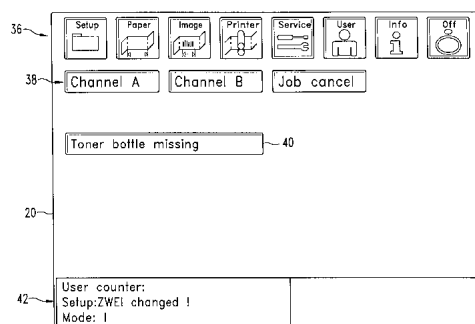 36
Setup Paper Image Printer Service User Info Off
38 Channel A Channel B Job cancel
Toner bottle missing 40
20
User counter:
42 Setup:ZWEI changed !
Mode: I